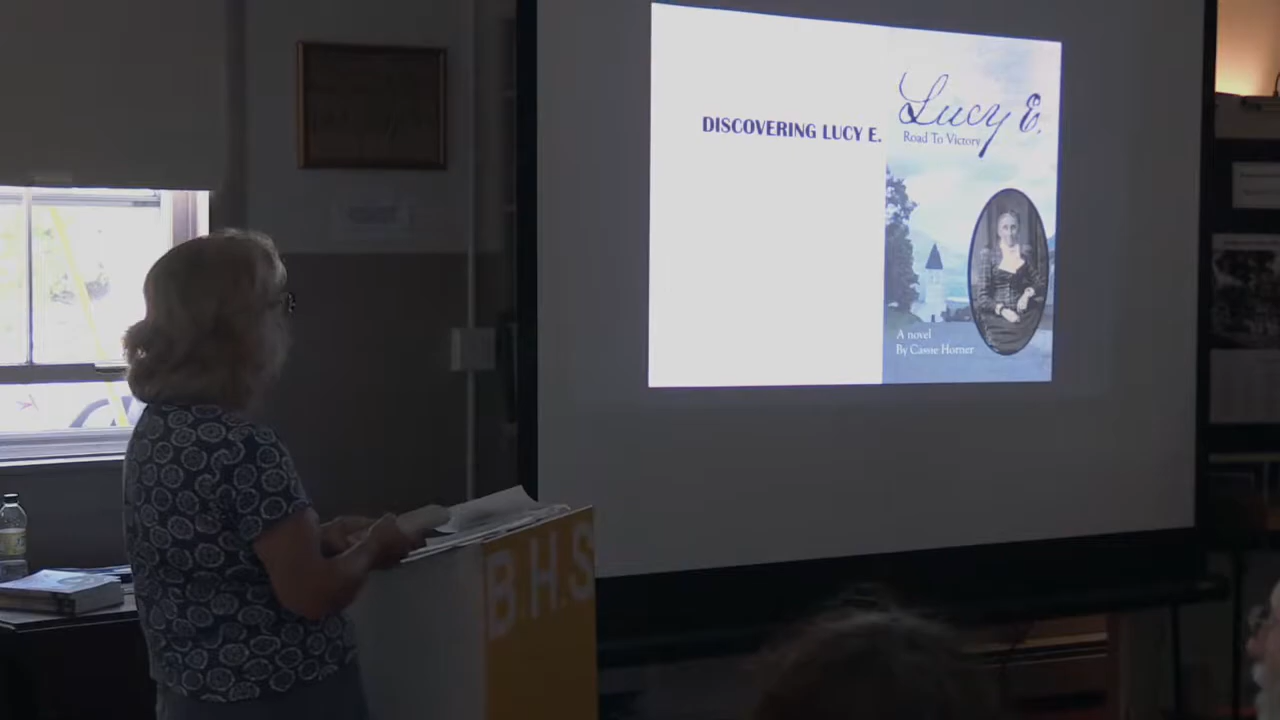 DISCOVERING LUCY E.
Lucy E.
Road To Victory
A novel
By Cassie Horner
B.H.S